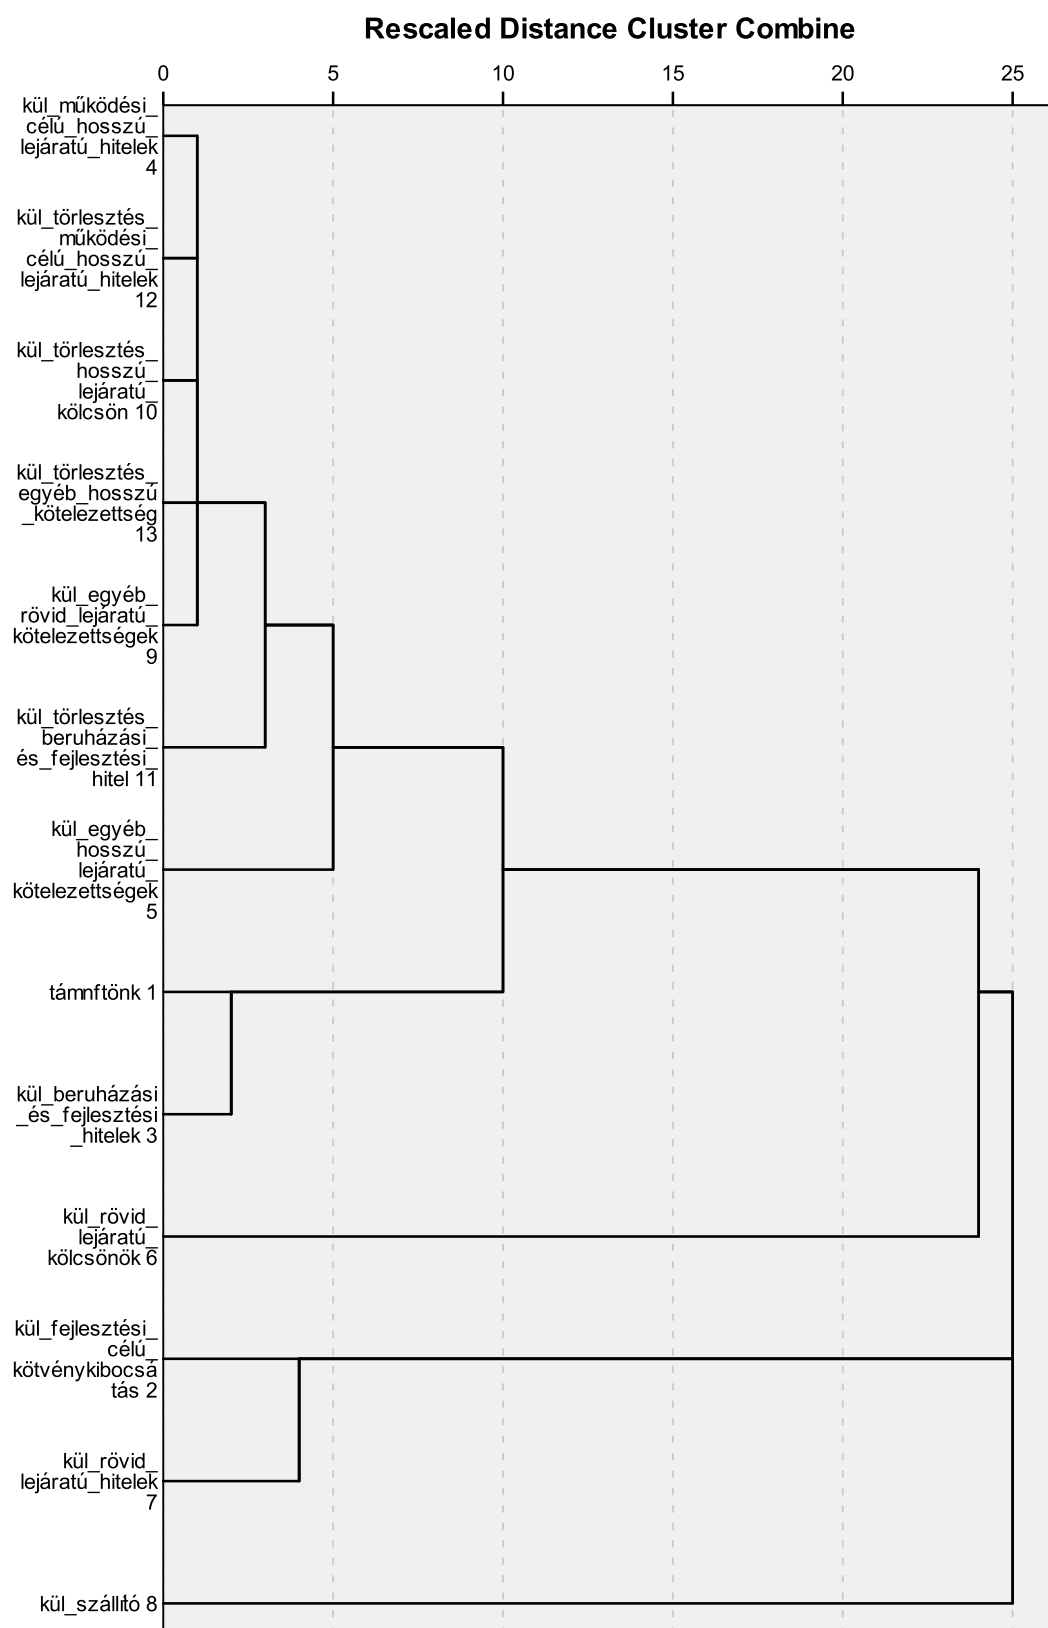 Rescaled Distance Cluster Combine
0 5 10 15 20 25
kül_működési_
célú_hosszú_
lejáratú_hitelek
4
kül_törlesztés_
működési_
célú_hosszú_
lejáratú_hitelek
12
kül_törlesztés_
hosszú_
lejáratú_
kölcsön 10
kül_törlesztés_
egyéb_hosszú
_kötelezettség
13
kül_egyéb_
rövid_lejáratú_
kötelezettségek
9
kül_törlesztés_
beruházási_
és_fejlesztési_
hitel 11
kül_egyéb_
hosszú_
lejáratú_
kötelezettségek
5
támnftönk 1
kül_beruházási
_és_fejlesztési
_hitelek 3
kül_rövid_
lejáratú_
kölcsönök 6
kül_fejlesztési_
célú_
kötvénykibocsá
tás 2
kül_rövid_
lejáratú_hitelek
7
kül_szállító 8